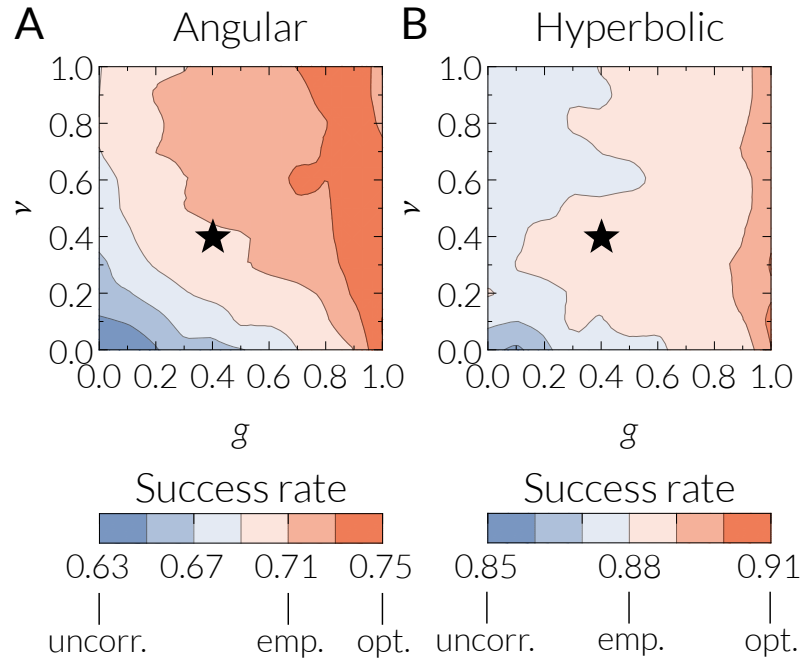 A Angular B Hyperbolic
1.0 1.0
0.8 0.8
0.6 0.6
ν ν
0.4 0.4
0.2 0.2
0.0 0.0
0.0 0.2 0.4 0.6 0.8 1.0 0.0 0.2 0.4 0.6 0.8 1.0
g g
Success rate Success rate
0.63 0.67 0.71 0.75 0.85 0.88 0.91
uncorr. emp. opt. uncorr. emp. opt.